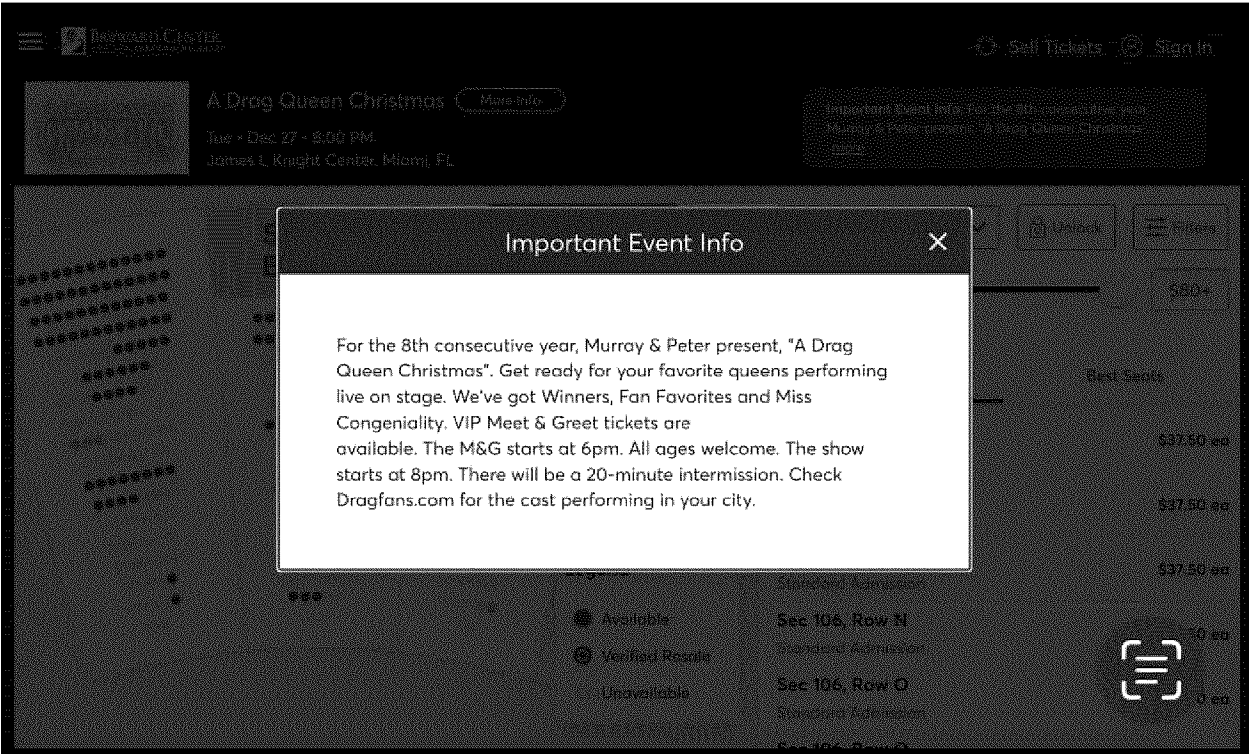 Sell Tickets
Sign In
A Drag Queen Christmas
More Info
Tue • Dec 27 • 8:00 PM
James L Knight Center, Miami, FL
Important Event Info
Unlock
Filters
$80+
For the 8th consecutive year, Murray & Peter present, "A Drag
Queen Christmas". Get ready for your favorite queens performing
live on stage. We've got Winners, Fan Favorites and Miss
Congeniality. VIP Meet & Greet tickets are
available. The M&G starts at 6pm. All ages welcome. The show
starts at 8pm. There will be a 20-minute intermission. Check
Dragfans.com for the cast performing in your city.
Best Seats
$37.50 ea
$37.50 ea
$37.50 ea
Standard Admission
Available
Sec 106, Row N
Standard Admission
Verified Resale
Unavailable
Sec 106, Row O
Standard Admission